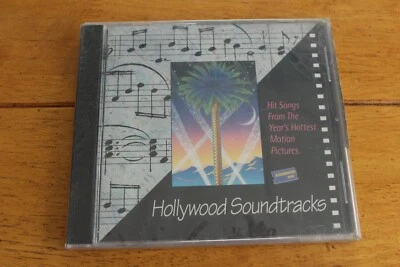 Hit Songs
From The
Year's Hottest
Motion
Pictures.
Hollywood Soundtracks